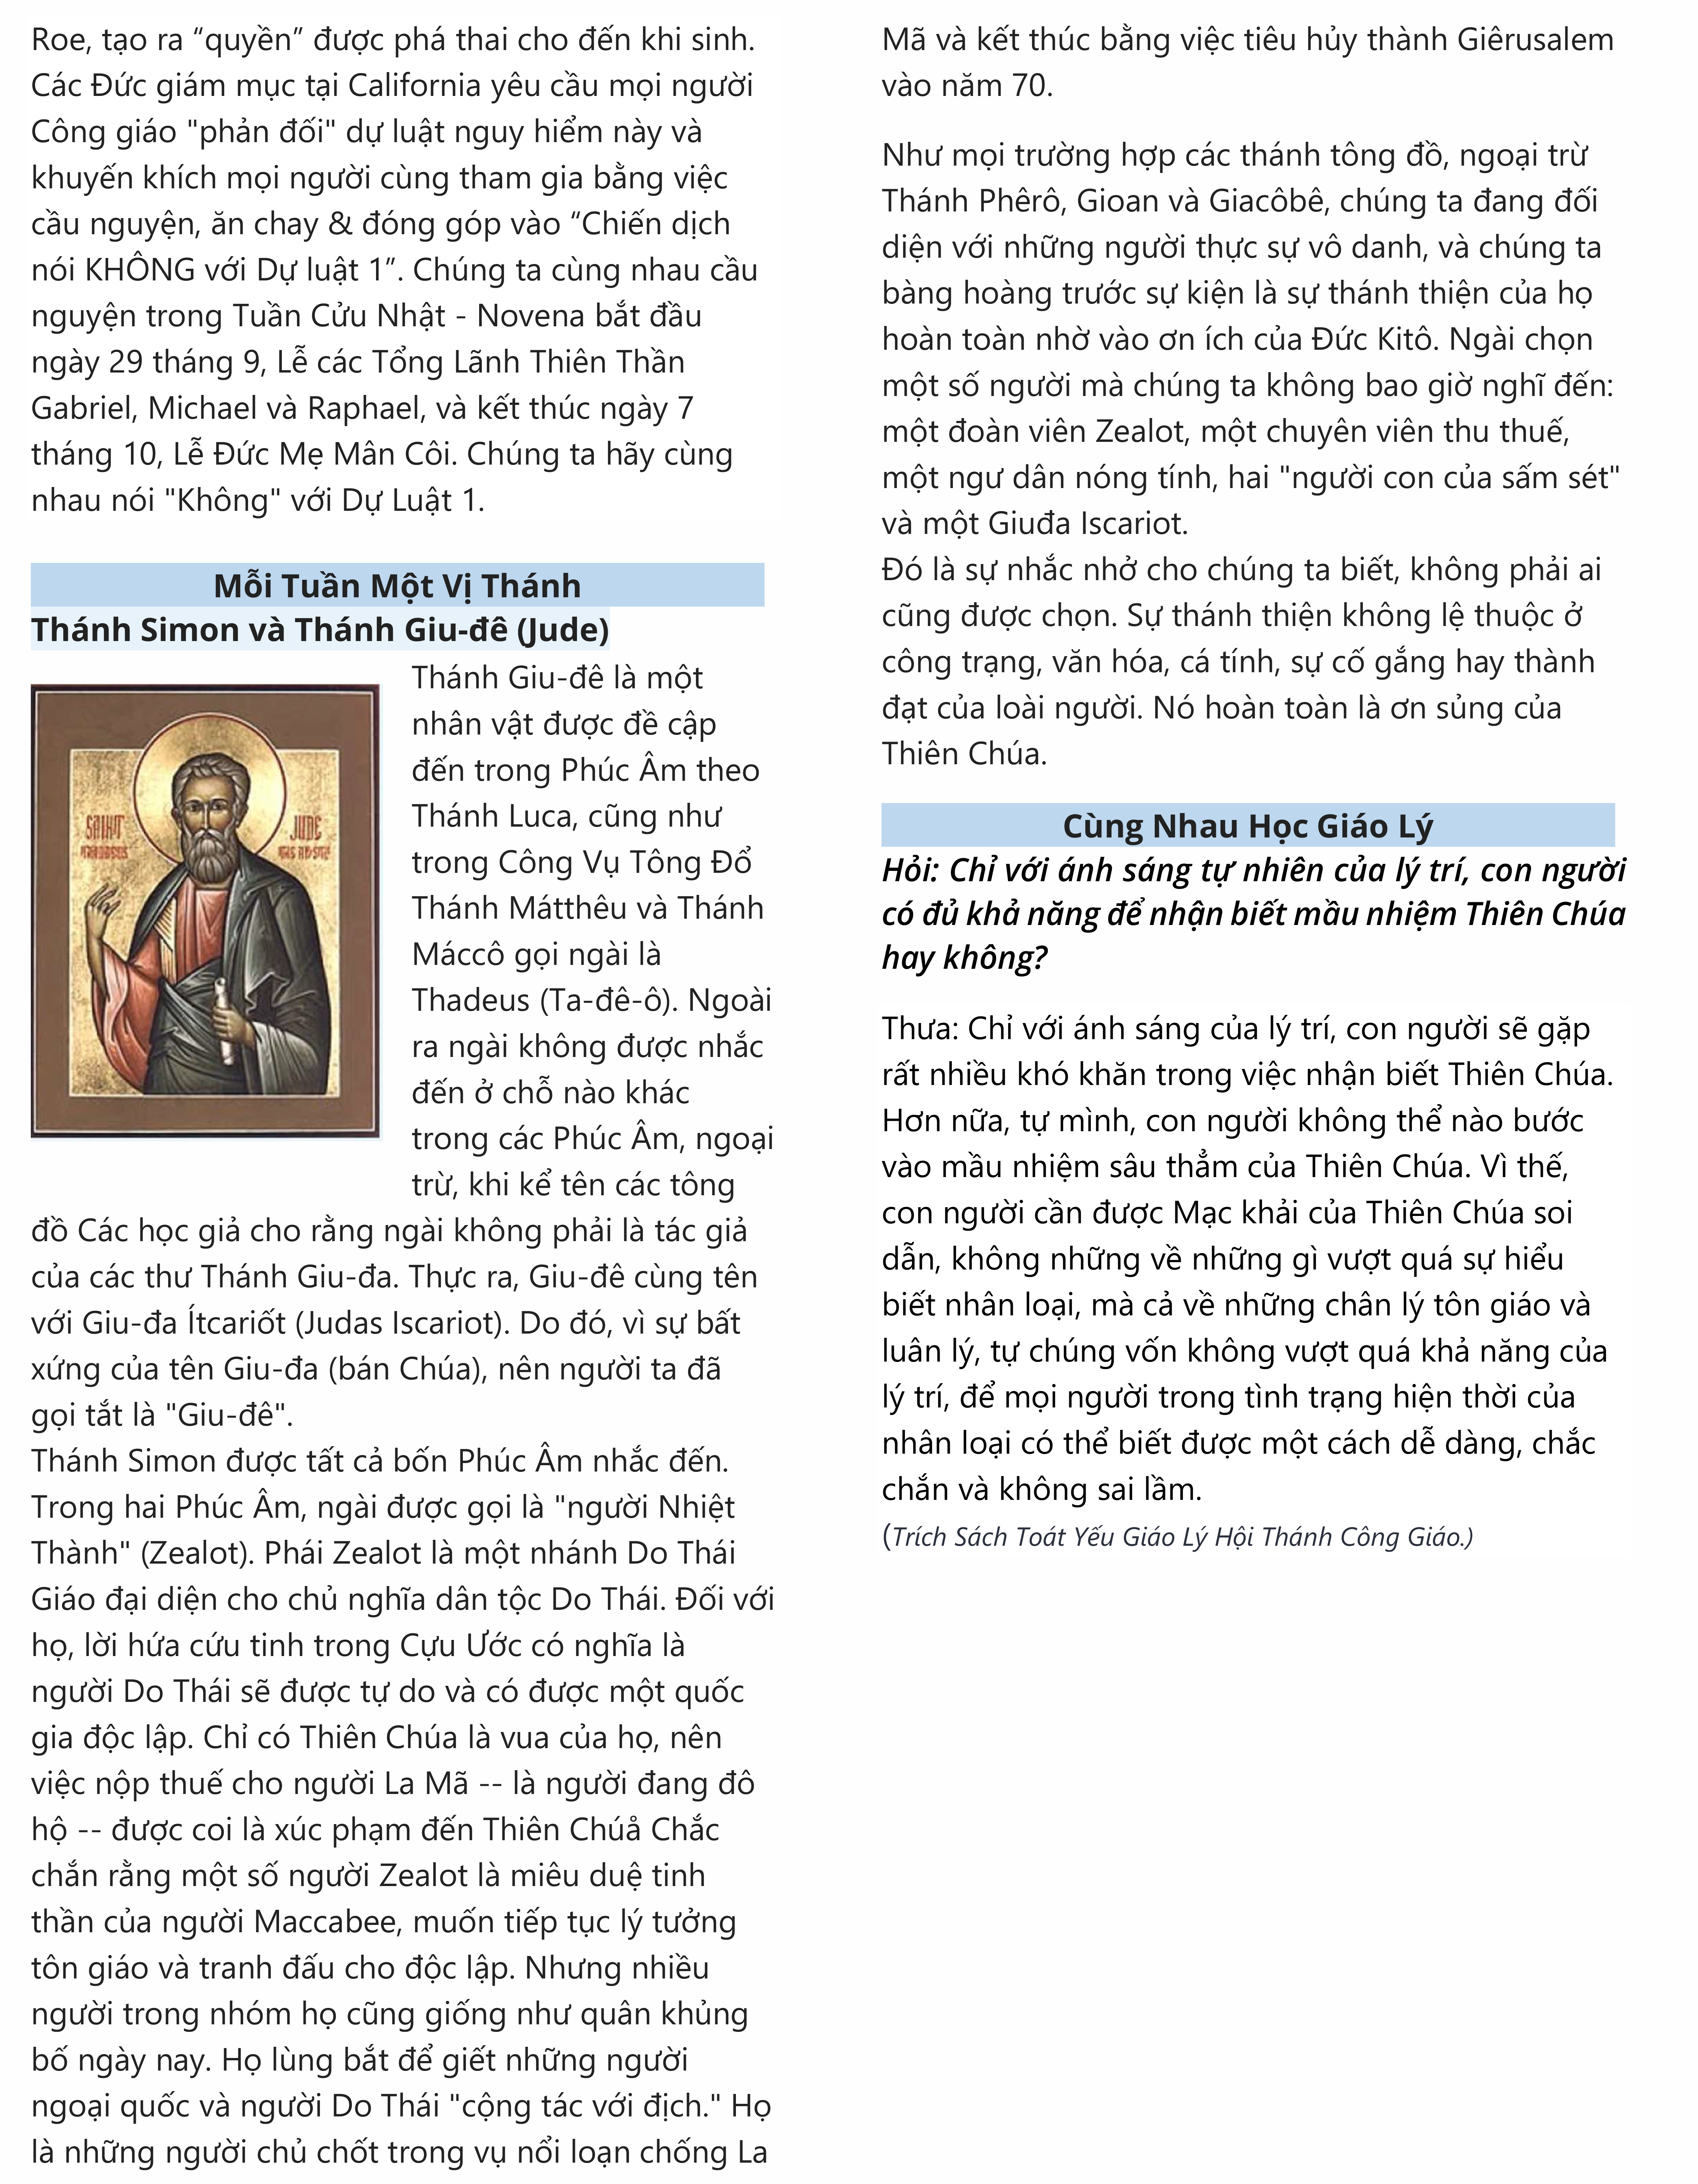 Roe, tạo ra “quyền” được phá thai cho đến khi sinh.
Các Đức giám mục tại California yêu cầu mọi người
Công giáo "phản đối" dự luật nguy hiểm này và
khuyến khích mọi người cùng tham gia bằng việc
cầu nguyện, ăn chay & đóng góp vào “Chiến dịch
nói KHÔNG với Dự luật 1”. Chúng ta cùng nhau cầu
nguyện trong Tuần Cửu Nhật - Novena bắt đầu
ngày 29 tháng 9, Lễ các Tổng Lãnh Thiên Thần
Gabriel, Michael và Raphael, và kết thúc ngày 7
tháng 10, Lễ Đức Mẹ Mân Côi. Chúng ta hãy cùng
nhau nói "Không" với Dự Luật 1.
Mỗi Tuần Một Vị Thánh
Thánh Simon và Thánh Giu-đê (Jude)
SAINT
JUDE
Thánh Giu-đê là một
nhân vật được đề cập
đến trong Phúc Âm theo
Thánh Luca, cũng như
trong Công Vụ Tông Đổ
Thánh Mátthêu và Thánh
Máccô gọi ngài là
Thadeus (Ta-đê-ô). Ngoài
ra ngài không được nhắc
đến ở chỗ nào khác
trong các Phúc Âm, ngoại
trừ, khi kể tên các tông
đồ Các học giả cho rằng ngài không phải là tác giả
của các thư Thánh Giu-đa. Thực ra, Giu-đê cùng tên
với Giu-đa Ítcariốt (Judas Iscariot). Do đó, vì sự bất
xứng của tên Giu-đa (bán Chúa), nên người ta đã
gọi tắt là "Giu-đê".
Thánh Simon được tất cả bốn Phúc Âm nhắc đến.
Trong hai Phúc Âm, ngài được gọi là "người Nhiệt
Thành" (Zealot). Phái Zealot là một nhánh Do Thái
Giáo đại diện cho chủ nghĩa dân tộc Do Thái. Đối với
họ, lời hứa cứu tinh trong Cựu Ước có nghĩa là
người Do Thái sẽ được tự do và có được một quốc
gia độc lập. Chỉ có Thiên Chúa là vua của họ, nên
việc nộp thuế cho người La Mã -- là người đang đô
hộ -- được coi là xúc phạm đến Thiên Chúå Chắc
chắn rằng một số người Zealot là miêu duệ tinh
thần của người Maccabee, muốn tiếp tục lý tưởng
tôn giáo và tranh đấu cho độc lập. Nhưng nhiều
người trong nhóm họ cũng giống như quân khủng
bố ngày nay. Họ lùng bắt để giết những người
ngoại quốc và người Do Thái "cộng tác với địch." Họ
là những người chủ chốt trong vụ nổi loạn chống La
Mã và kết thúc bằng việc tiêu hủy thành Giêrusalem
vào năm 70.
Như mọi trường hợp các thánh tông đồ, ngoại trừ
Thánh Phêrô, Gioan và Giacôbê, chúng ta đang đối
diện với những người thực sự vô danh, và chúng ta
bàng hoàng trước sự kiện là sự thánh thiện của họ
hoàn toàn nhờ vào ơn ích của Đức Kitô. Ngài chọn
một số người mà chúng ta không bao giờ nghĩ đến:
một đoàn viên Zealot, một chuyên viên thu thuế,
một ngư dân nóng tính, hai "người con của sấm sét"
và một Giuđa Iscariot.
Đó là sự nhắc nhở cho chúng ta biết, không phải ai
cũng được chọn. Sự thánh thiện không lệ thuộc ở
công trạng, văn hóa, cá tính, sự cố gắng hay thành
đạt của loài người. Nó hoàn toàn là ơn sủng của
Thiên Chúa.
Cùng Nhau Học Giáo Lý
Hỏi: Chỉ với ánh sáng tự nhiên của lý trí, con người
có đủ khả năng để nhận biết mầu nhiệm Thiên Chúa
hay không?
Thưa: Chỉ với ánh sáng của lý trí, con người sẽ gặp
rất nhiều khó khăn trong việc nhận biết Thiên Chúa.
Hơn nữa, tự mình, con người không thể nào bước
vào mầu nhiệm sâu thẳm của Thiên Chúa. Vì thế,
con người cần được Mạc khải của Thiên Chúa soi
dẫn, không những về những gì vượt quá sự hiểu
biết nhân loại, mà cả về những chân lý tôn giáo và
luân lý, tự chúng vốn không vượt quá khả năng của
lý trí, để mọi người trong tình trạng hiện thời của
nhân loại có thể biết được một cách dễ dàng, chắc
chắn và không sai lầm.
(Trích Sách Toát Yếu Giáo Lý Hội Thánh Công Giáo.)